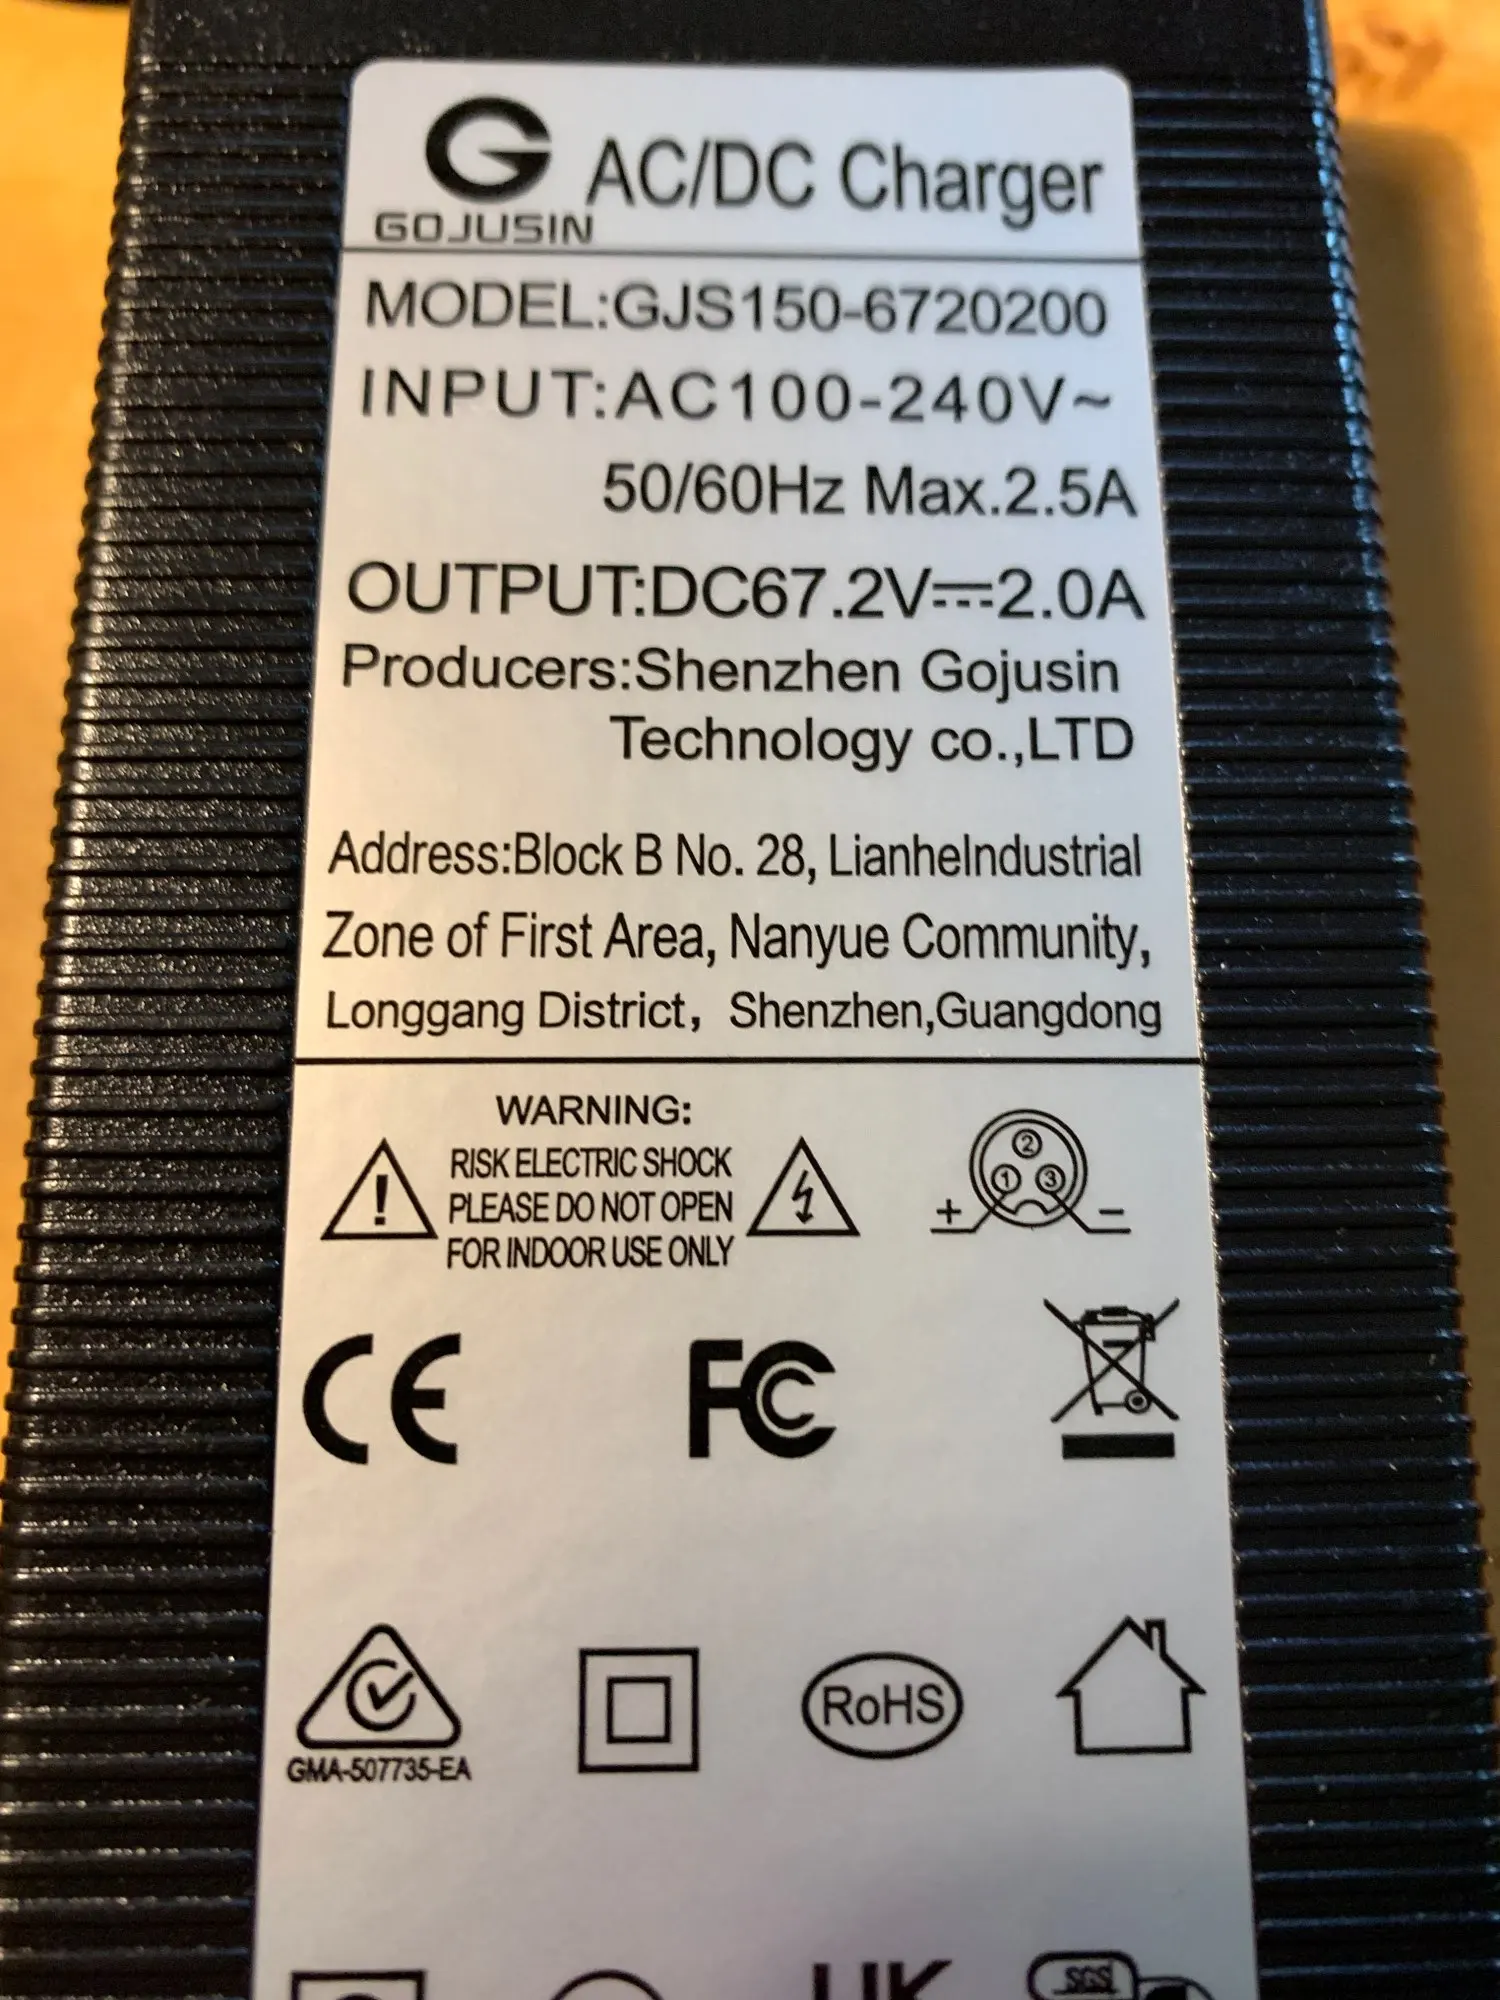 G AC/DC Charger
GOJUSIN
MODEL:GJS150-6720200
INPUT:AC100-240V~
50/60Hz Max.2.5A
OUTPUT:DC67.2V⎓2.0A
Producers:Shenzhen Gojusin
Technology co.,LTD
Address:Block B No. 28, LianheIndustrial
Zone of First Area, Nanyue Community,
Longgang District, Shenzhen,Guangdong
WARNING:
RISK ELECTRIC SHOCK
PLEASE DO NOT OPEN
FOR INDOOR USE ONLY
2
1 3
+ −
CE FC
RoHS
GMA-507735-EA
UK SGS